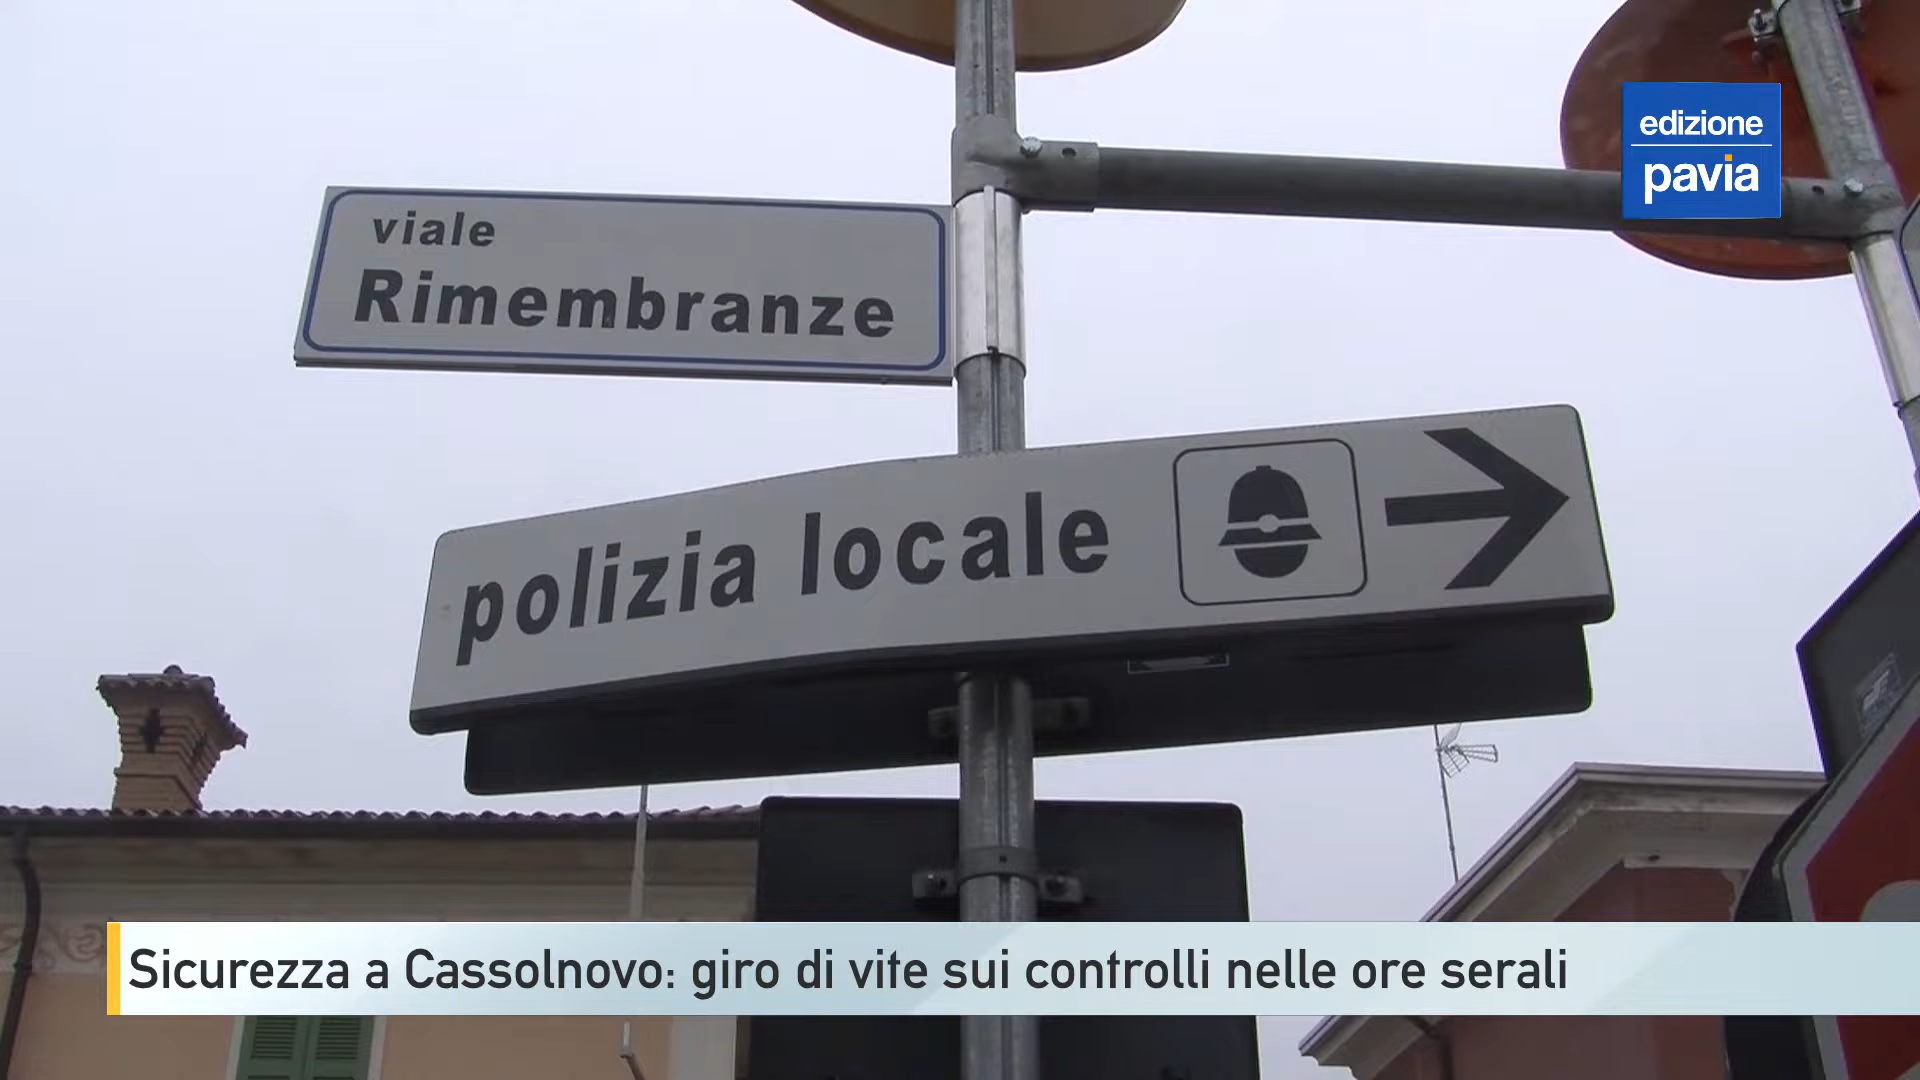 edizione
pavia
viale
Rimembranze
polizia locale
Sicurezza a Cassolnovo: giro di vite sui controlli nelle ore serali